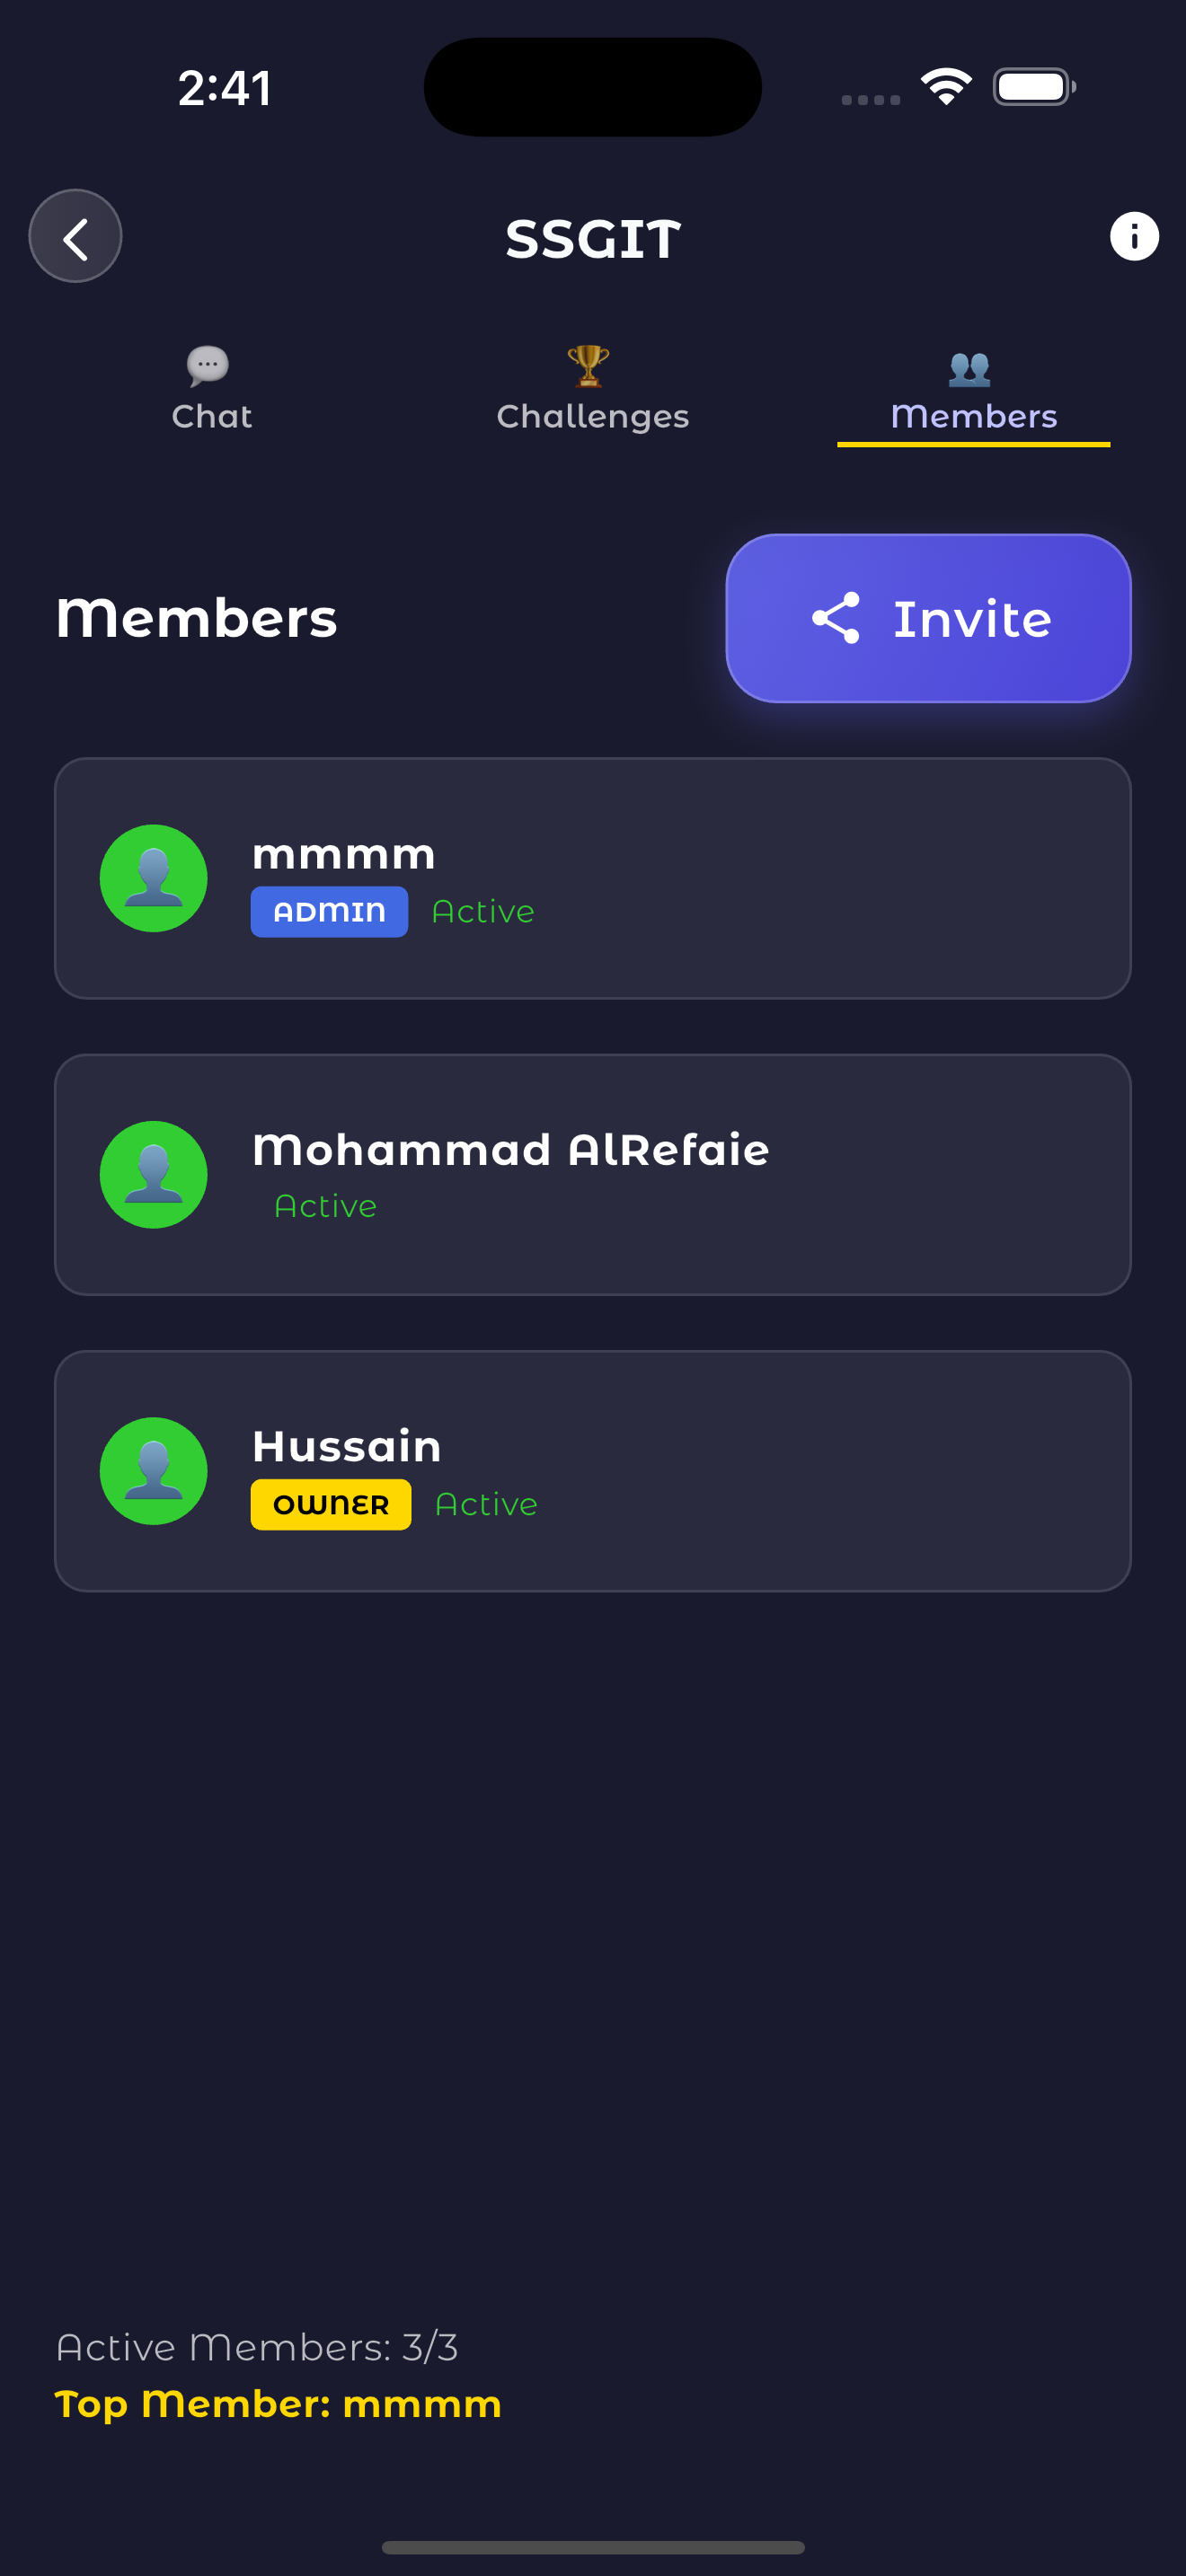 2:41
SSGIT
Chat
Challenges
Members
Members
Invite
mmmm
ADMIN Active
Mohammad AlRefaie
Active
Hussain
OWNER Active
Active Members: 3/3
Top Member: mmmm